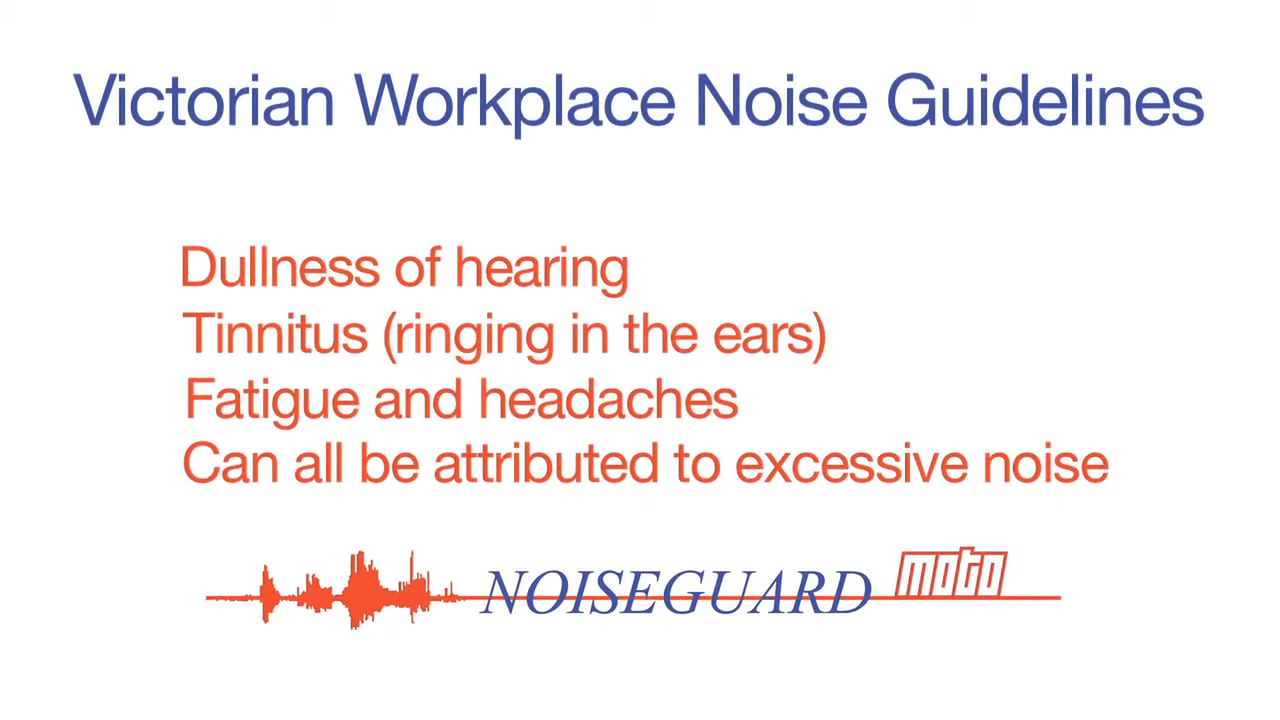 Victorian Workplace Noise Guidelines
Dullness of hearing
Tinnitus (ringing in the ears)
Fatigue and headaches
Can all be attributed to excessive noise
NOISEGUARD moto